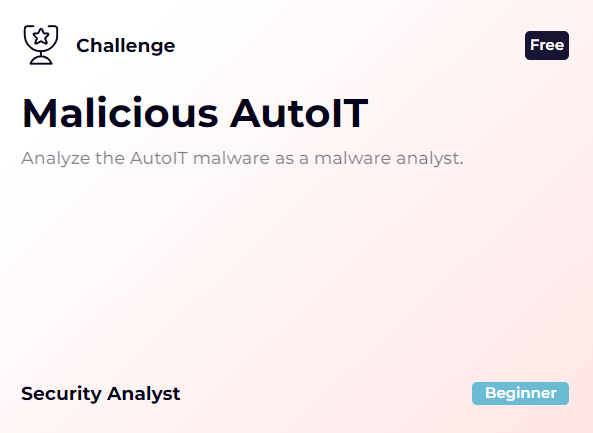 Challenge
Free
Malicious AutoIT
Analyze the AutoIT malware as a malware analyst.
Security Analyst
Beginner